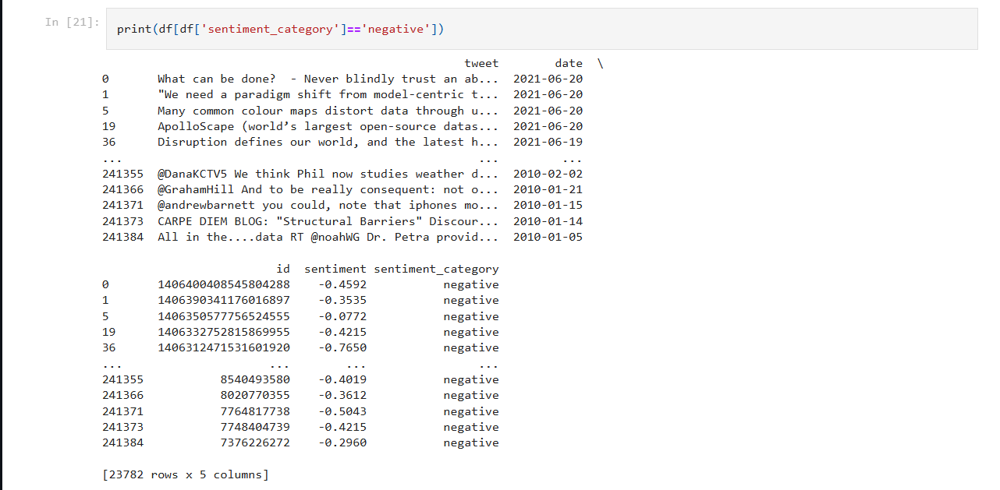 In [21]: print(df[df['sentiment_category']=='negative'])
tweet date \
0 What can be done?  - Never blindly trust an ab... 2021-06-20
1 "We need a paradigm shift from model-centric t... 2021-06-20
5 Many common colour maps distort data through u... 2021-06-20
19 ApolloScape (world’s largest open-source datas... 2021-06-20
36 Disruption defines our world, and the latest h... 2021-06-19
... ... ...
241355 @DanaKCTV5 We think Phil now studies weather d... 2010-02-02
241366 @GrahamHill And to be really consequent: not o... 2010-01-21
241371 @andrewbarnett you could, note that iphones mo... 2010-01-15
241373 CARPE DIEM BLOG: "Structural Barriers" Discour... 2010-01-14
241384 All in the....data RT @noahWG Dr. Petra provid... 2010-01-05
id sentiment sentiment_category
0 1406400408545804288 -0.4592 negative
1 1406390341176016897 -0.3535 negative
5 1406350577756524555 -0.0772 negative
19 1406332752815869955 -0.4215 negative
36 1406312471531601920 -0.7650 negative
... ... ... ...
241355 8540493580 -0.4019 negative
241366 8020770355 -0.3612 negative
241371 7764817738 -0.5043 negative
241373 7748404739 -0.4215 negative
241384 7376226272 -0.2960 negative
[23782 rows x 5 columns]